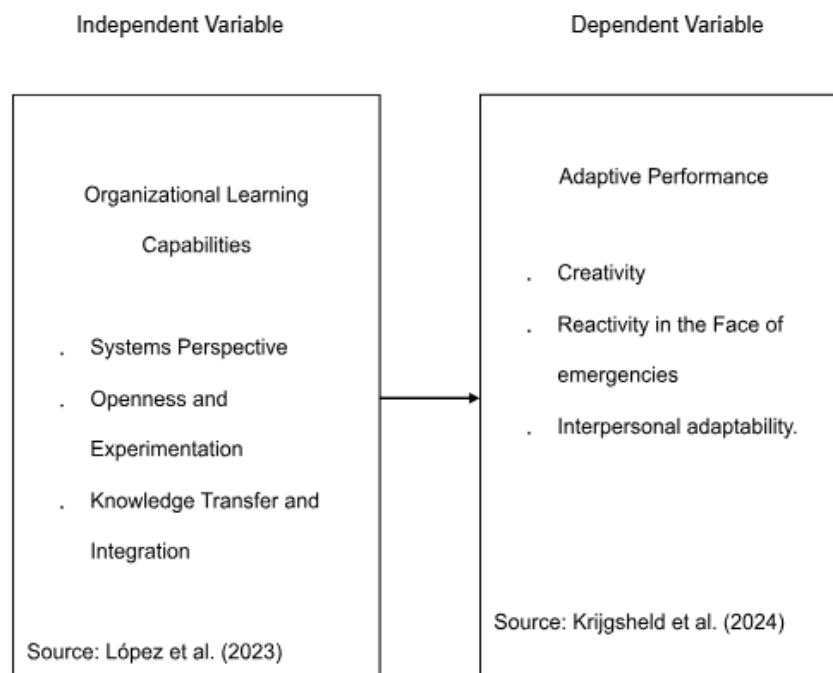 Independent Variable
Dependent Variable
Organizational Learning
Capabilities
. Systems Perspective
. Openness and
Experimentation
. Knowledge Transfer and
Integration
Source: López et al. (2023)
Adaptive Performance
. Creativity
. Reactivity in the Face of
emergencies
. Interpersonal adaptability.
Source: Krijgsheld et al. (2024)